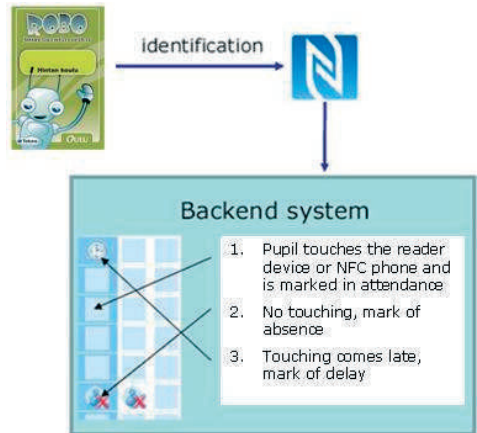 ROBO
Hintan koulu
OULU
identification
Backend system
1. Pupil touches the reader
device or NFC phone and
is marked in attendance
2. No touching, mark of
absence
3. Touching comes late,
mark of delay